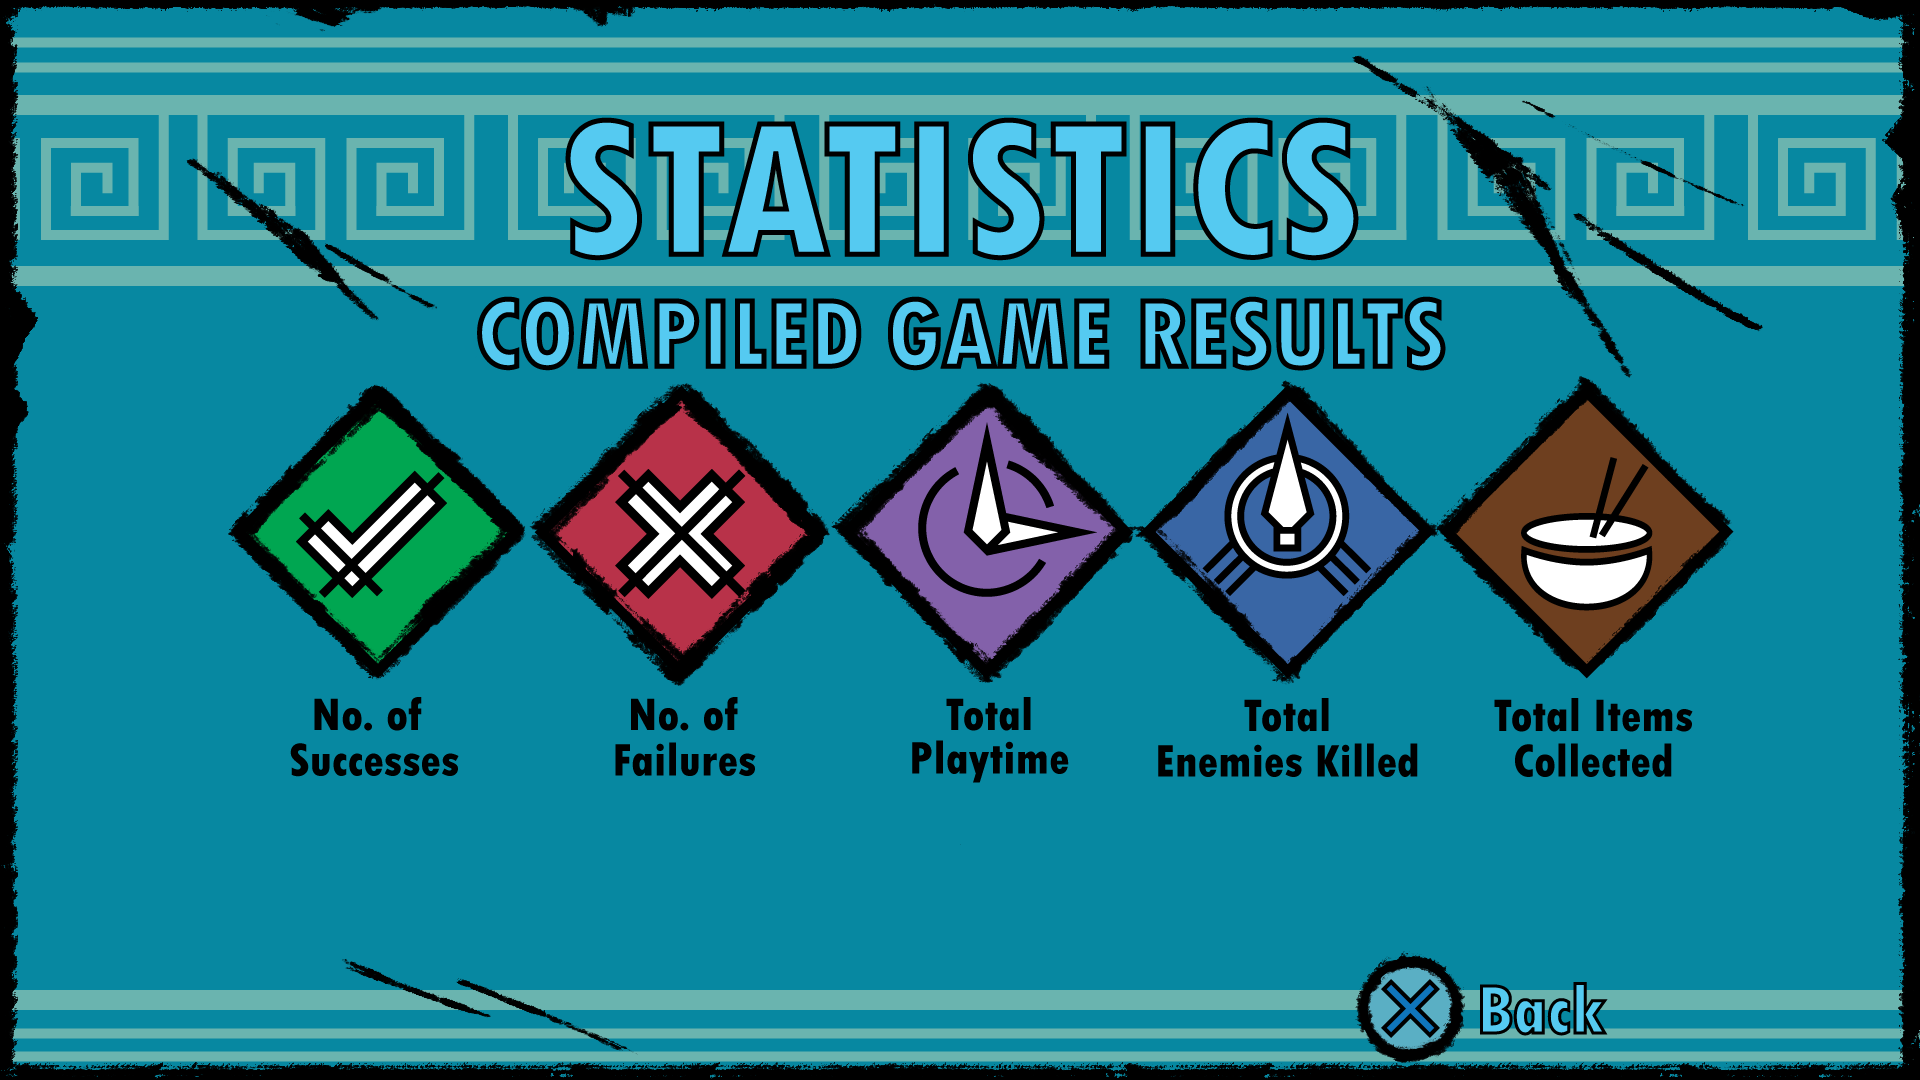 STATISTICS
COMPILED GAME RESULTS
No. of
Successes
No. of
Failures
Total
Playtime
Total
Enemies Killed
Total Items
Collected
Back